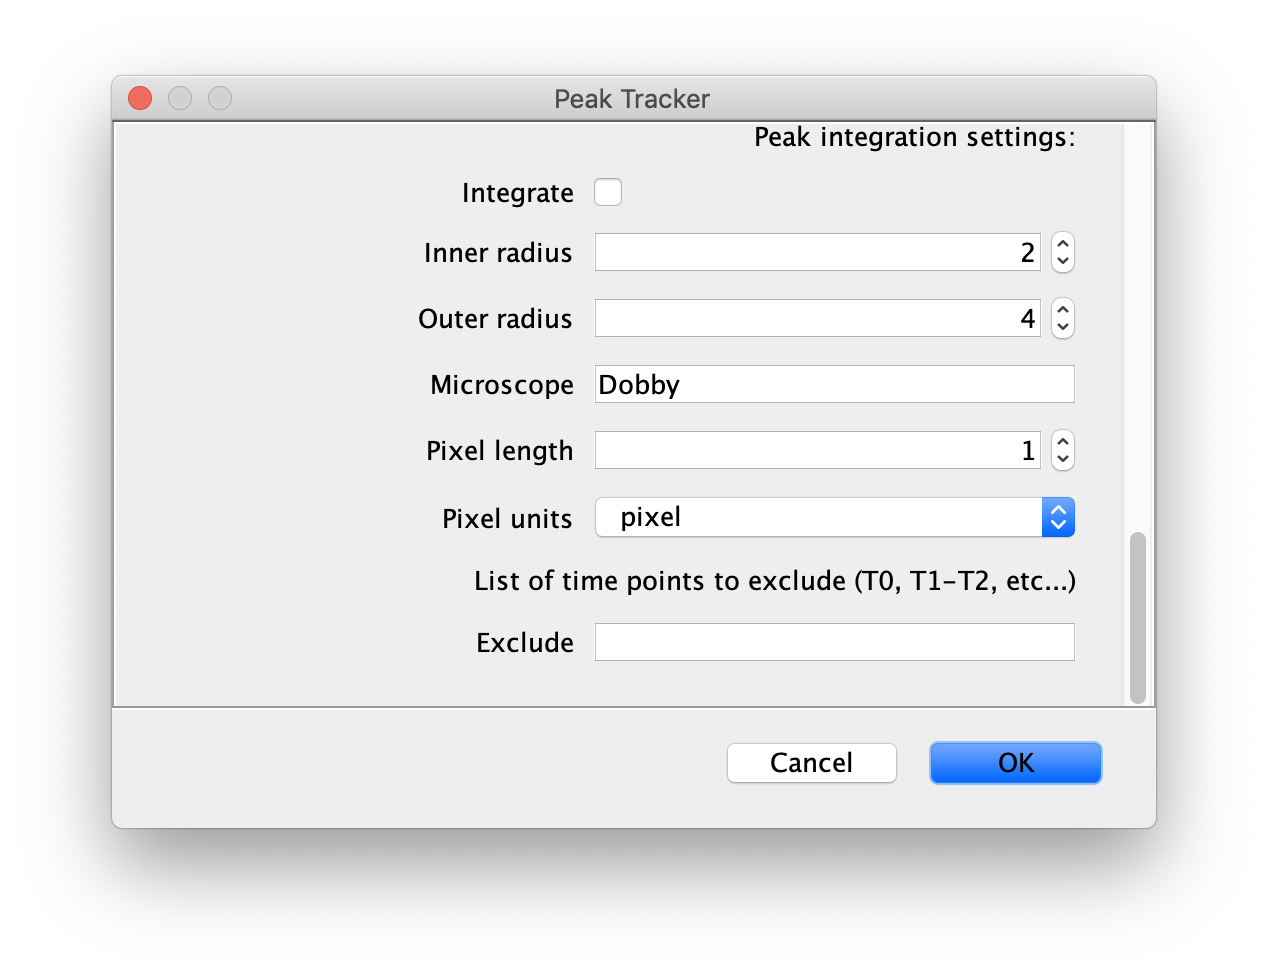 Peak Tracker
Peak integration settings:
Integrate
Inner radius 2
Outer radius 4
Microscope Dobby
Pixel length 1
Pixel units pixel
List of time points to exclude (T0, T1-T2, etc...)
Exclude
Cancel OK